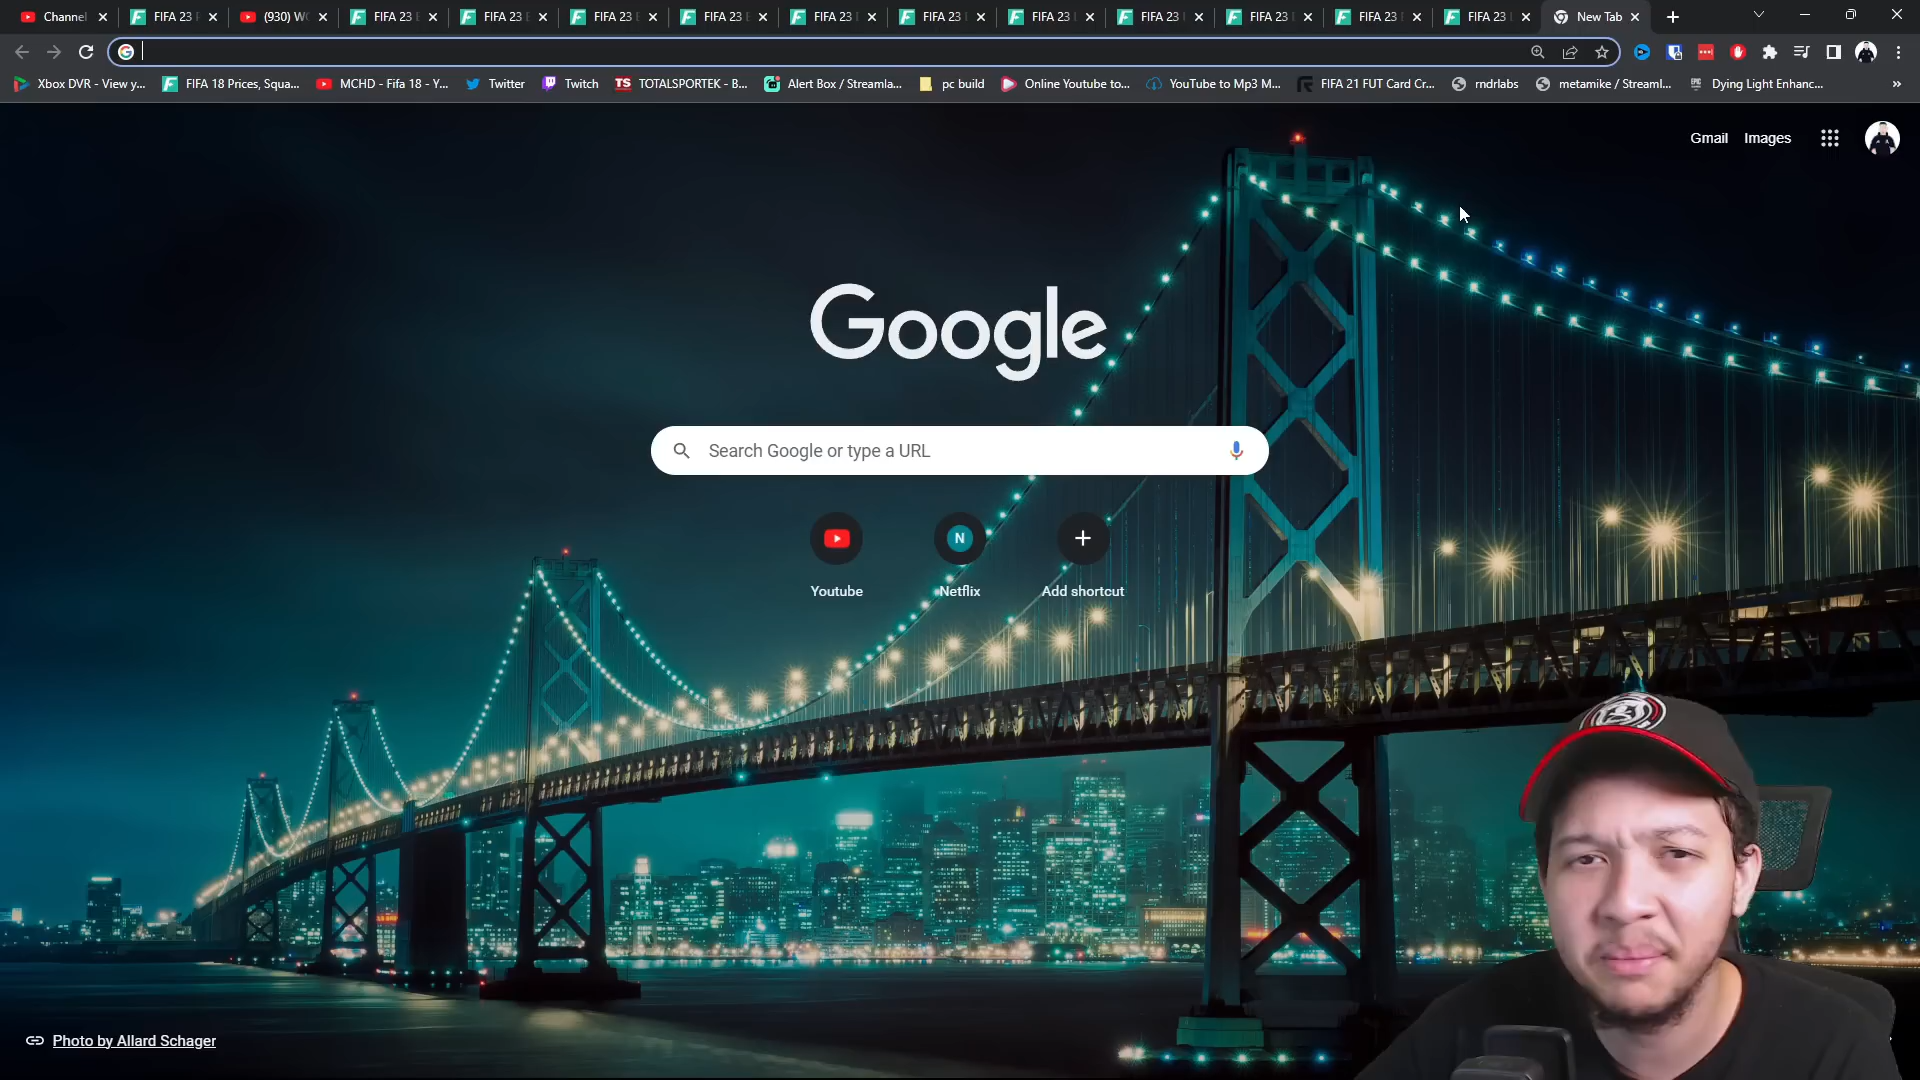 Channel
FIFA 23
(930) W
FIFA 23
FIFA 23
FIFA 23
FIFA 23
FIFA 23
FIFA 23
FIFA 23
FIFA 23
FIFA 23
FIFA 23
FIFA 23
New Tab
Xbox DVR - View y...
FIFA 18 Prices, Squa...
MCHD - Fifa 18 - Y...
Twitter
Twitch
TS TOTALSPORTEK - B...
Alert Box / Streamla...
pc build
Online Youtube to...
YouTube to Mp3 M...
FIFA 21 FUT Card Cr...
rndrlabs
metamike / Streaml...
Dying Light Enhanc...
Gmail Images
Google
Search Google or type a URL
N
Youtube
Netflix
Add shortcut
Photo by Allard Schager